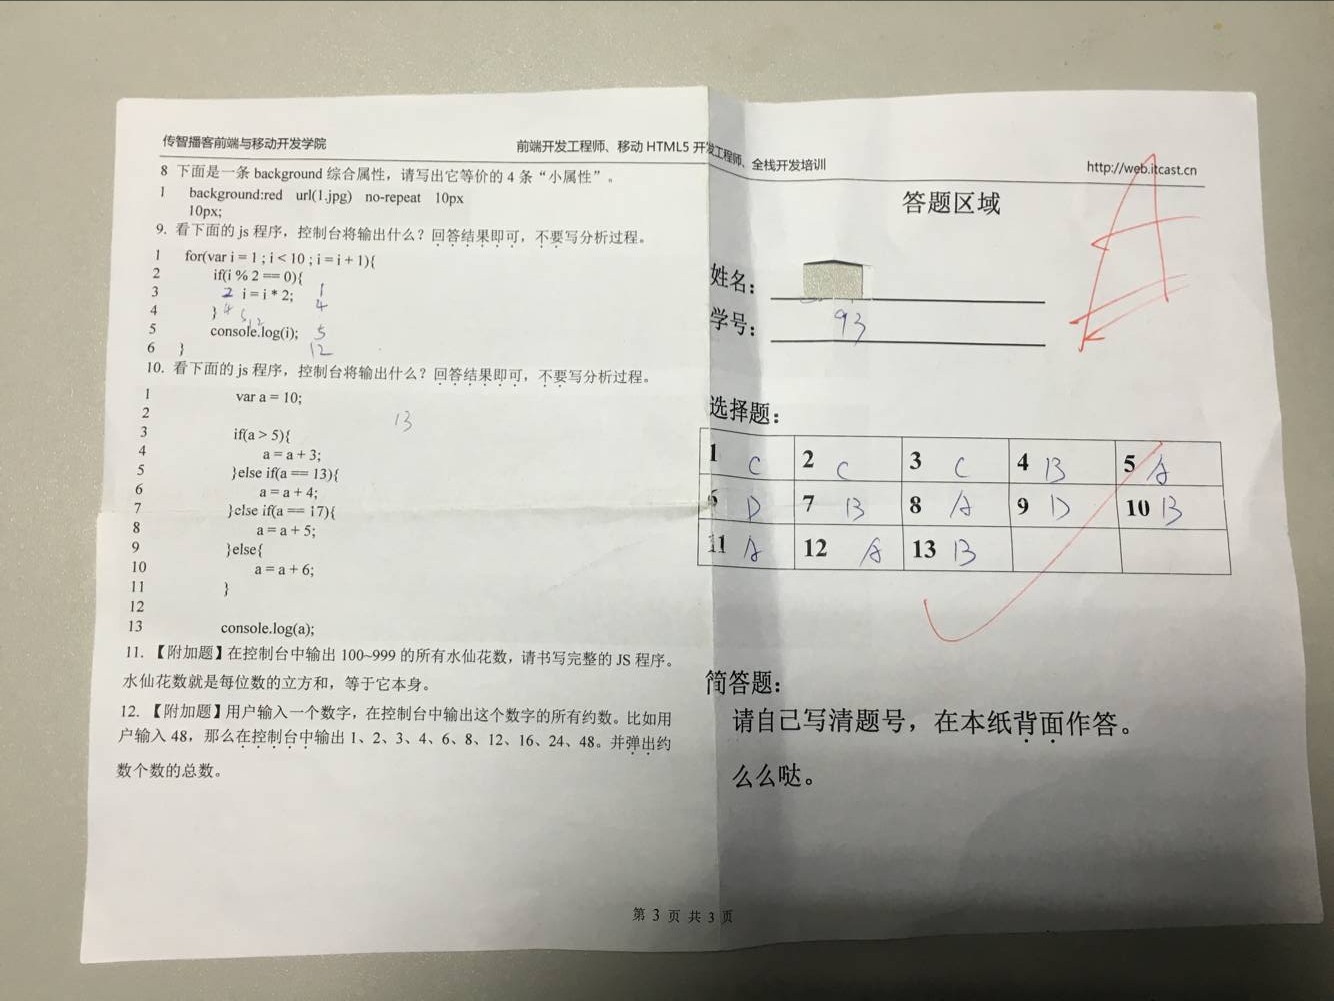 传智播客前端与移动开发学院 前端开发工程师、移动 HTML5 开发工程师、全栈开发培训 http://web.itcast.cn
8 下面是一条 background 综合属性，请写出它等价的 4 条“小属性”。
1 background:red url(1.jpg) no-repeat 10px
10px;
9. 看下面的 js 程序，控制台将输出什么？回答结果即可，不要写分析过程。
1 for(var i = 1 ; i < 10 ; i = i + 1){
2 if(i % 2 == 0){
3 2 i = i * 2; 1
4 } 4 5 12 4
5 console.log(i); 5
6 } 12
10. 看下面的 js 程序，控制台将输出什么？回答结果即可，不要写分析过程。
1 var a = 10;
2 13
3 if(a > 5){
4 a = a + 3;
5 }else if(a == 13){
6 a = a + 4;
7 }else if(a == 17){
8 a = a + 5;
9 }else{
10 a = a + 6;
11 }
12
13 console.log(a);
11. 【附加题】在控制台中输出 100~999 的所有水仙花数，请书写完整的 JS 程序。
水仙花数就是每位数的立方和，等于它本身。
12. 【附加题】用户输入一个数字，在控制台中输出这个数字的所有约数。比如用
户输入 48，那么在控制台中输出 1、2、3、4、6、8、12、16、24、48。并弹出约
数个数的总数。
答题区域
A
姓名：
学号： 93
选择题：
1 C 2 C 3 C 4 B 5 A
6 D 7 B 8 A 9 D 10 B
11 A 12 A 13 B
简答题：
请自己写清题号，在本纸背面作答。
么么哒。
第 3 页 共 3 页